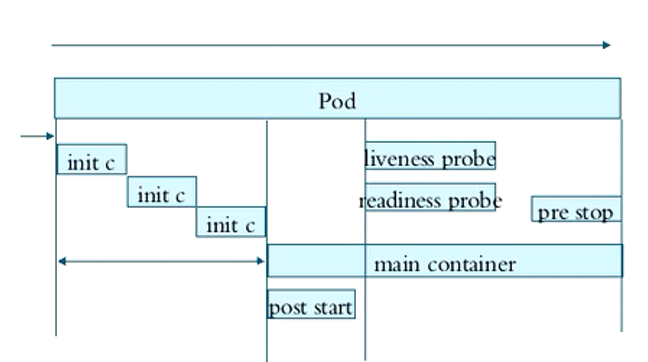 Pod
init c
liveness probe
init c
readiness probe
init c
pre stop
main container
post start